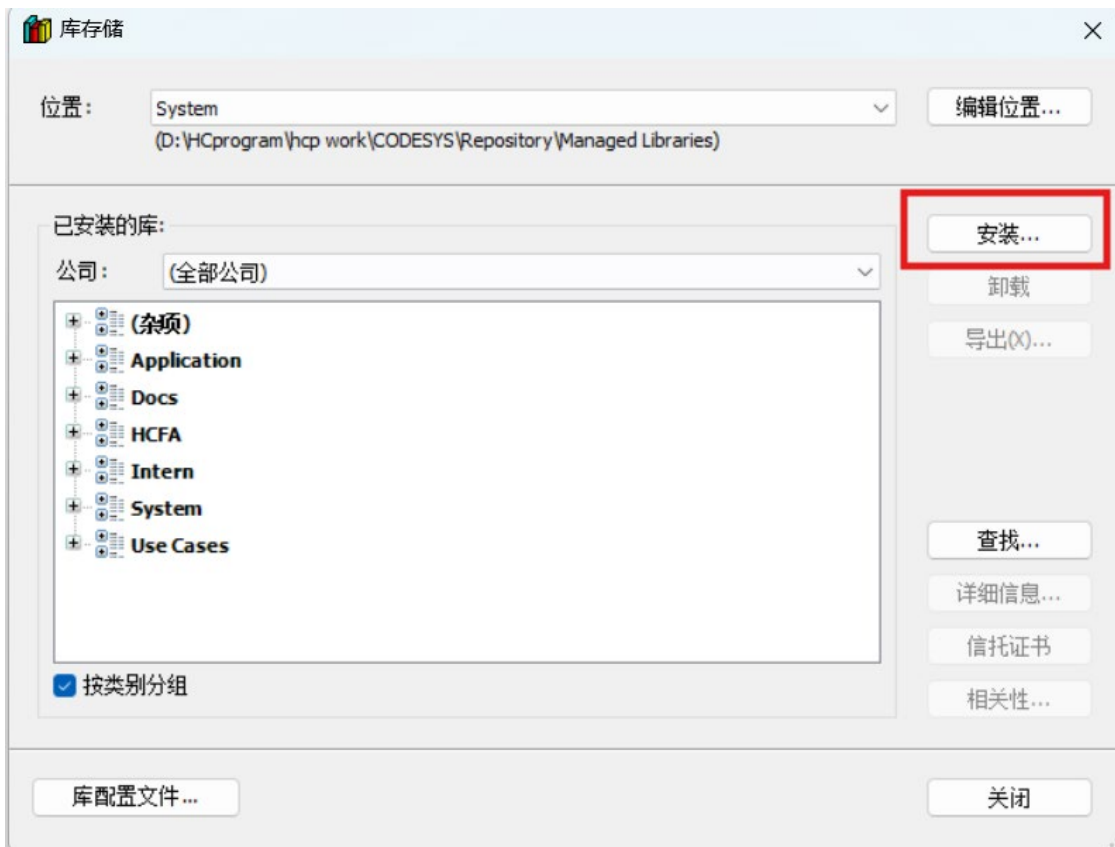 库存储
位置：
System
编辑位置...
(D:\HCprogram\hcp work\CODESYS\Repository\Managed Libraries)
已安装的库:
安装...
公司：
(全部公司)
卸载
(杂项)
导出(X)...
Application
Docs
HCFA
Intern
System
Use Cases
查找...
详细信息...
信托证书
按类别分组
相关性...
库配置文件...
关闭